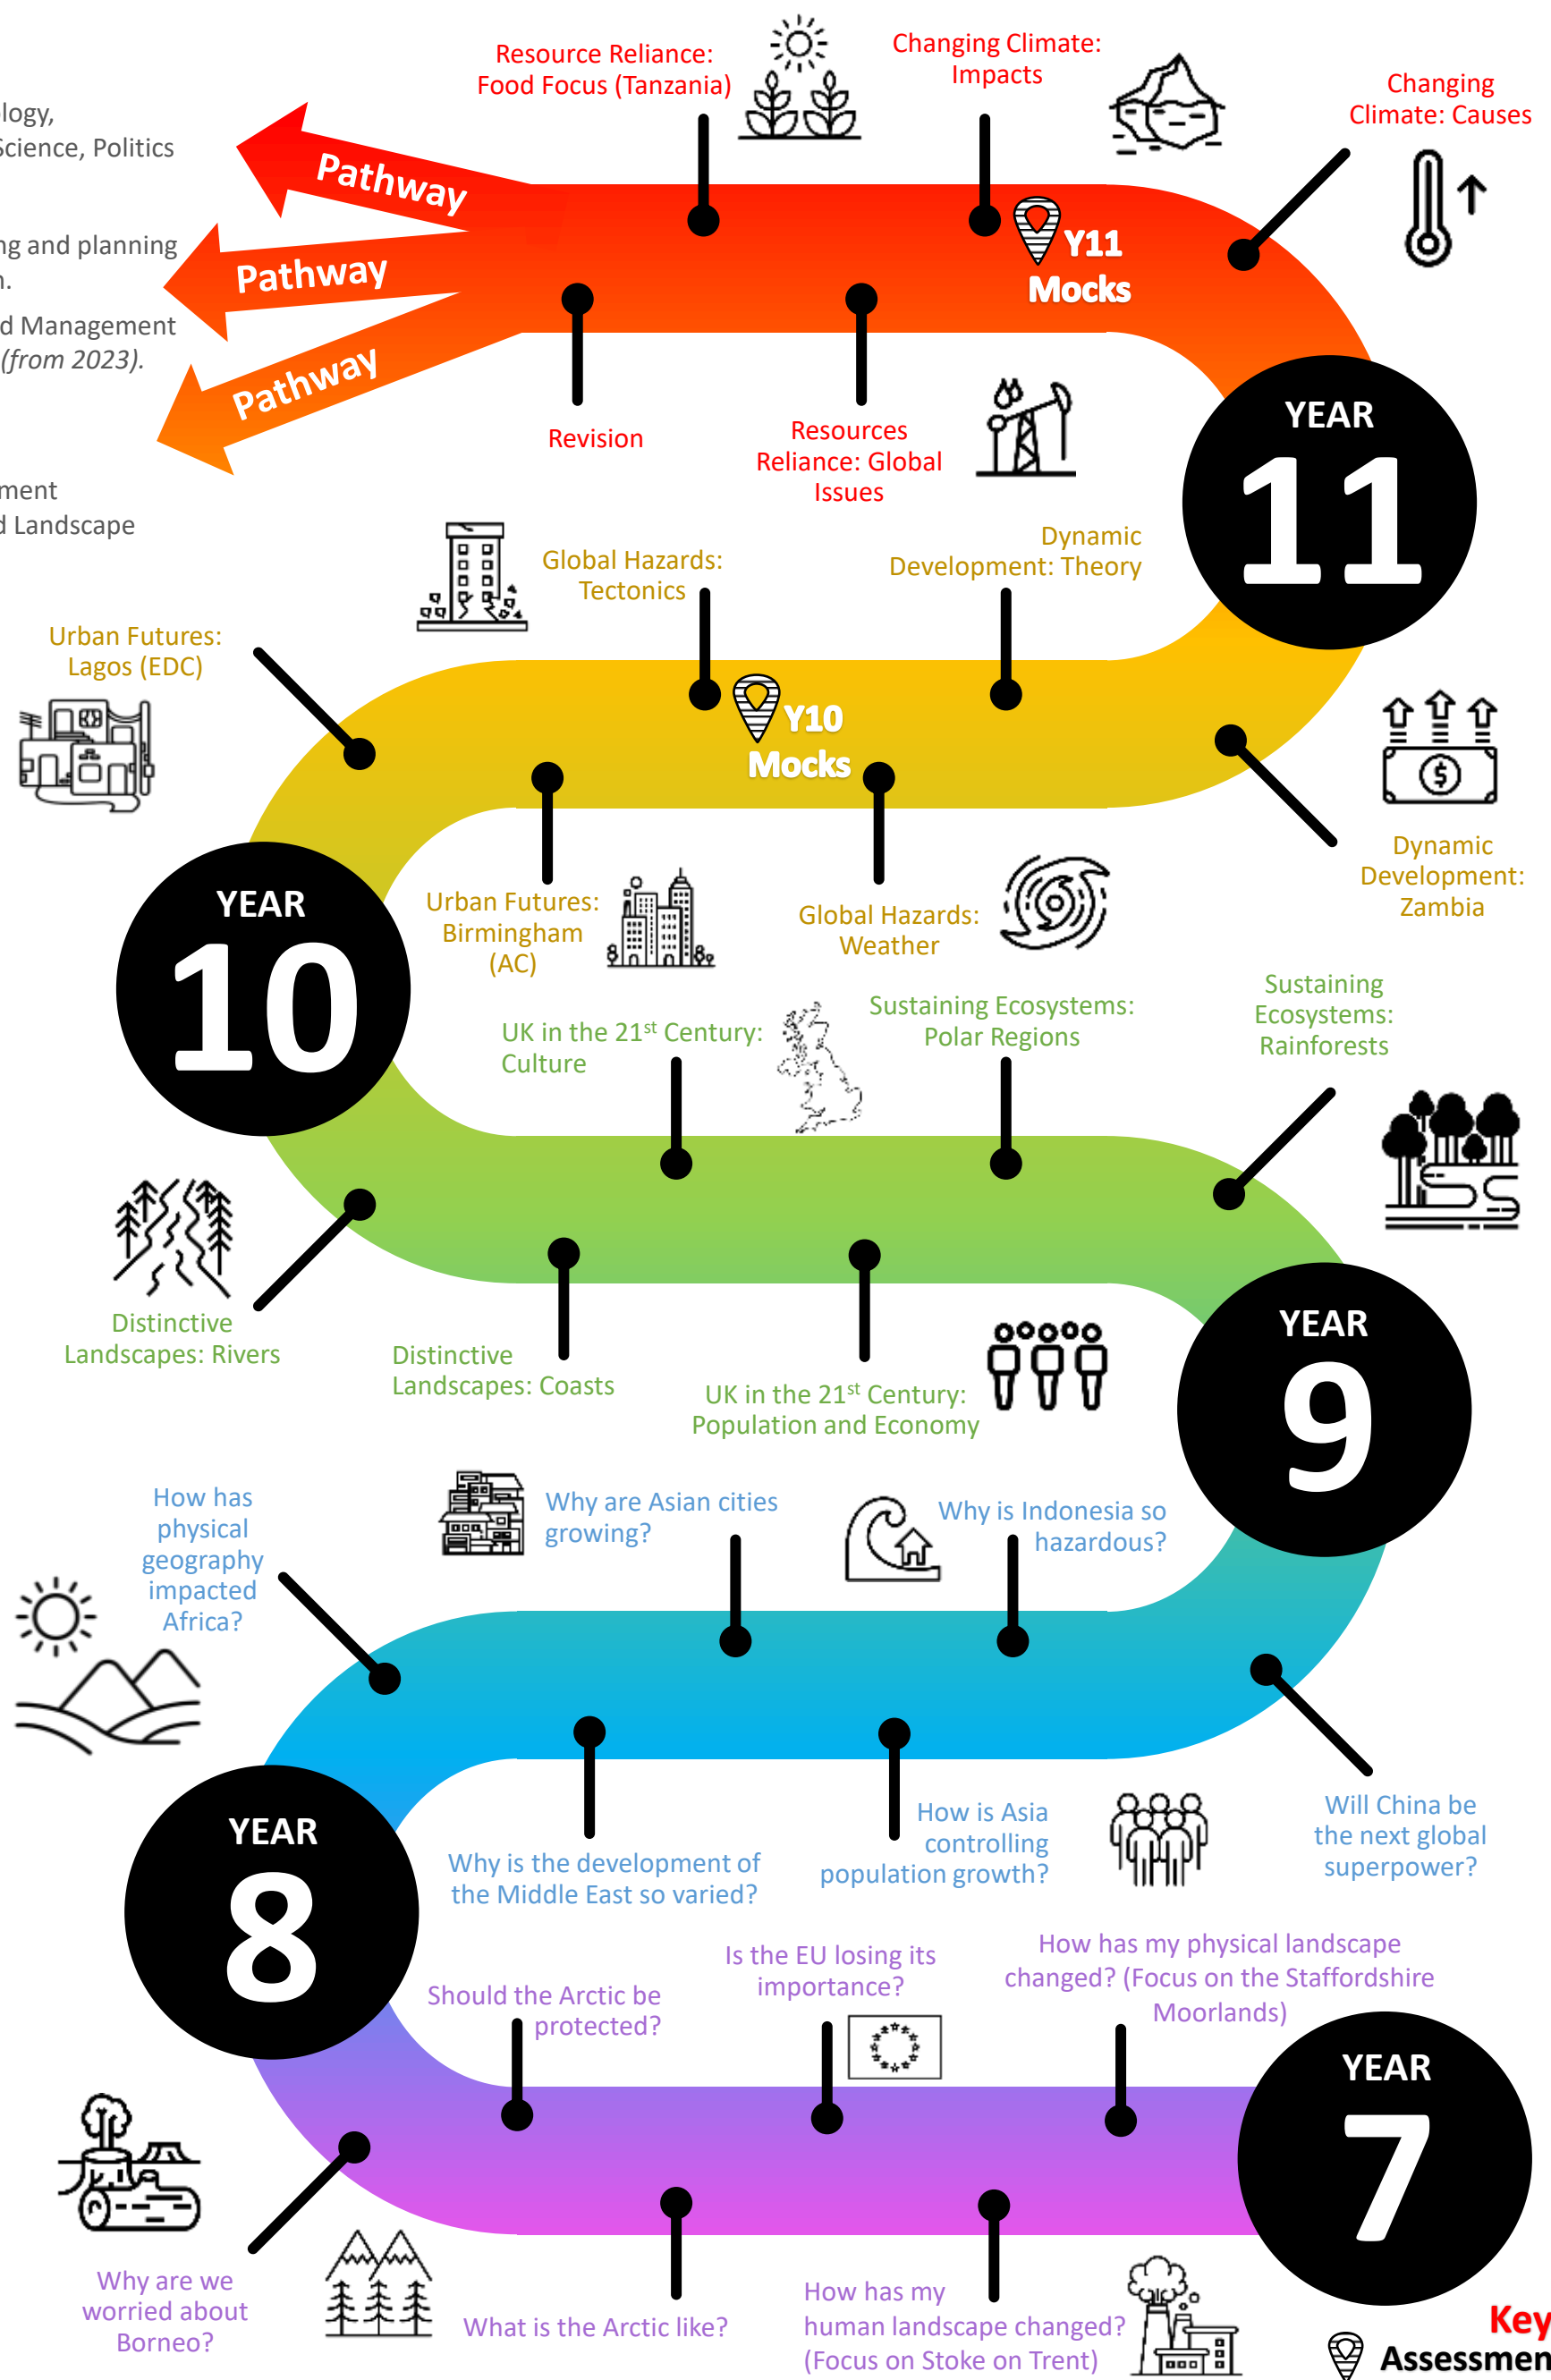 Resource Reliance:
Food Focus (Tanzania)
Changing Climate:
Impacts
Changing
Climate: Causes
ology,
Science, Politics
ng and planning
n.
d Management
(from 2023).
ment
d Landscape
Pathway
Pathway
Pathway
Y11
Mocks
Revision
Resources
Reliance: Global
Issues
YEAR
11
Global Hazards:
Tectonics
Dynamic
Development: Theory
Urban Futures:
Lagos (EDC)
Y10
Mocks
Dynamic
Development:
Zambia
YEAR
10
Urban Futures:
Birmingham
(AC)
Global Hazards:
Weather
UK in the 21st Century:
Culture
Sustaining Ecosystems:
Polar Regions
Sustaining
Ecosystems:
Rainforests
Distinctive
Landscapes: Rivers
Distinctive
Landscapes: Coasts
UK in the 21st Century:
Population and Economy
YEAR
9
How has
physical
geography
impacted
Africa?
Why are Asian cities
growing?
Why is Indonesia so
hazardous?
YEAR
8
Why is the development of
the Middle East so varied?
How is Asia
controlling
population growth?
Will China be
the next global
superpower?
Should the Arctic be
protected?
Is the EU losing its
importance?
How has my physical landscape
changed? (Focus on the Staffordshire
Moorlands)
YEAR
7
Why are we
worried about
Borneo?
What is the Arctic like?
How has my
human landscape changed?
(Focus on Stoke on Trent)
Key
Assessmen